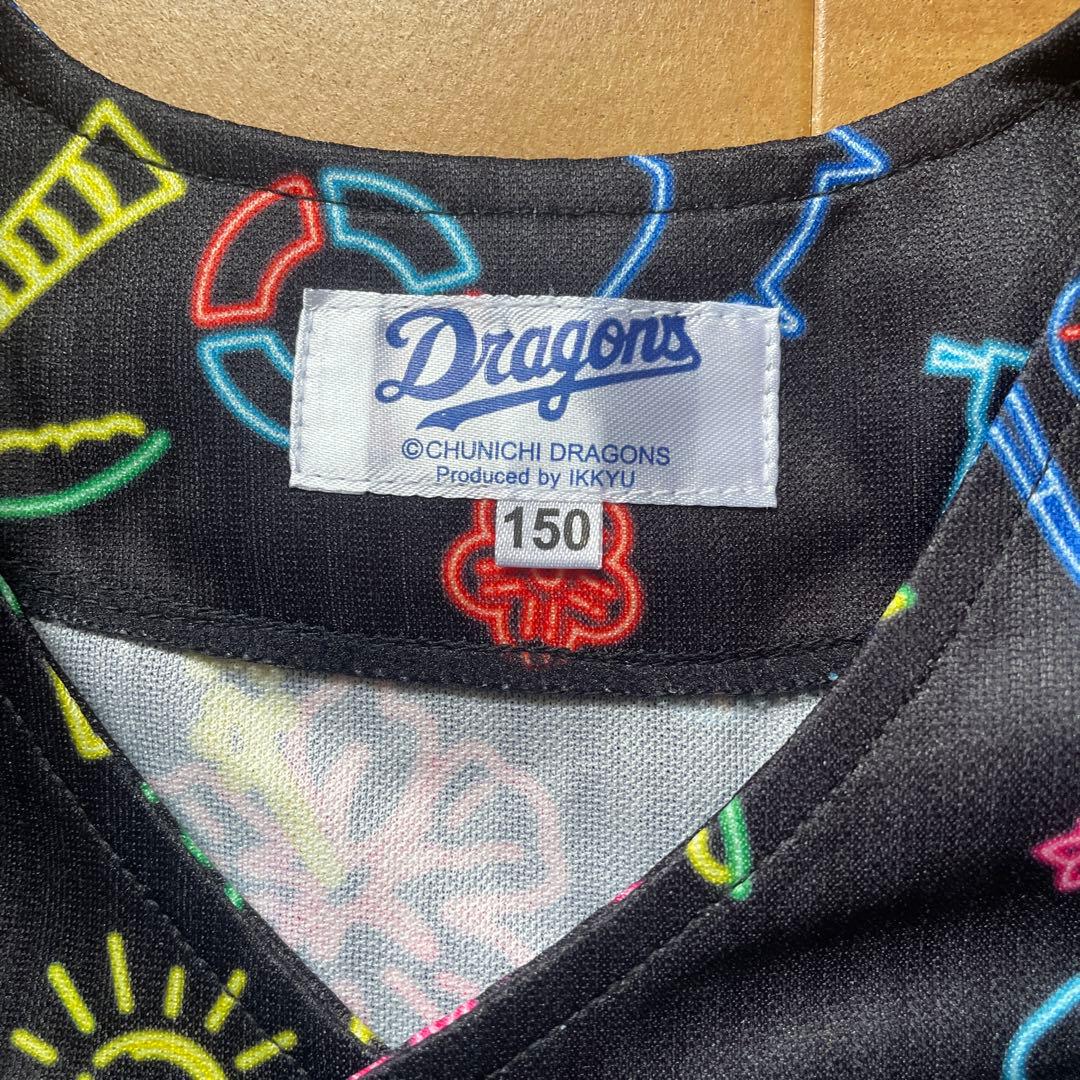 Dragons
©CHUNICHI DRAGONS
Produced by IKKYU
150